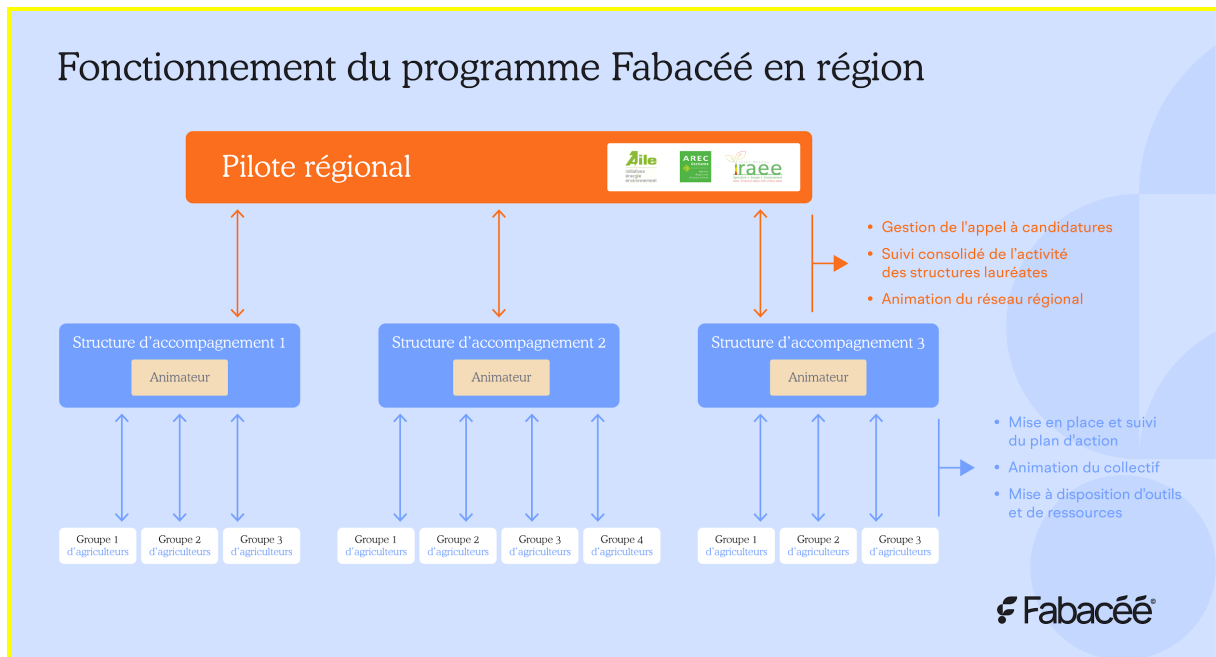 Fonctionnement du programme Fabacéé en région
Pilote régional
Aile
initiatives
énergie
environnement
AREC
iraee
• Gestion de l'appel à candidatures
• Suivi consolidé de l'activité
des structures lauréates
• Animation du réseau régional
Structure d'accompagnement 1
Animateur
Structure d'accompagnement 2
Animateur
Structure d'accompagnement 3
Animateur
• Mise en place et suivi
du plan d'action
• Animation du collectif
• Mise à disposition d'outils
et de ressources
Groupe 1
d'agriculteurs
Groupe 2
d'agriculteurs
Groupe 3
d'agriculteurs
Groupe 1
d'agriculteurs
Groupe 2
d'agriculteurs
Groupe 3
d'agriculteurs
Groupe 4
d'agriculteurs
Groupe 1
d'agriculteurs
Groupe 2
d'agriculteurs
Groupe 3
d'agriculteurs
Fabacéé©